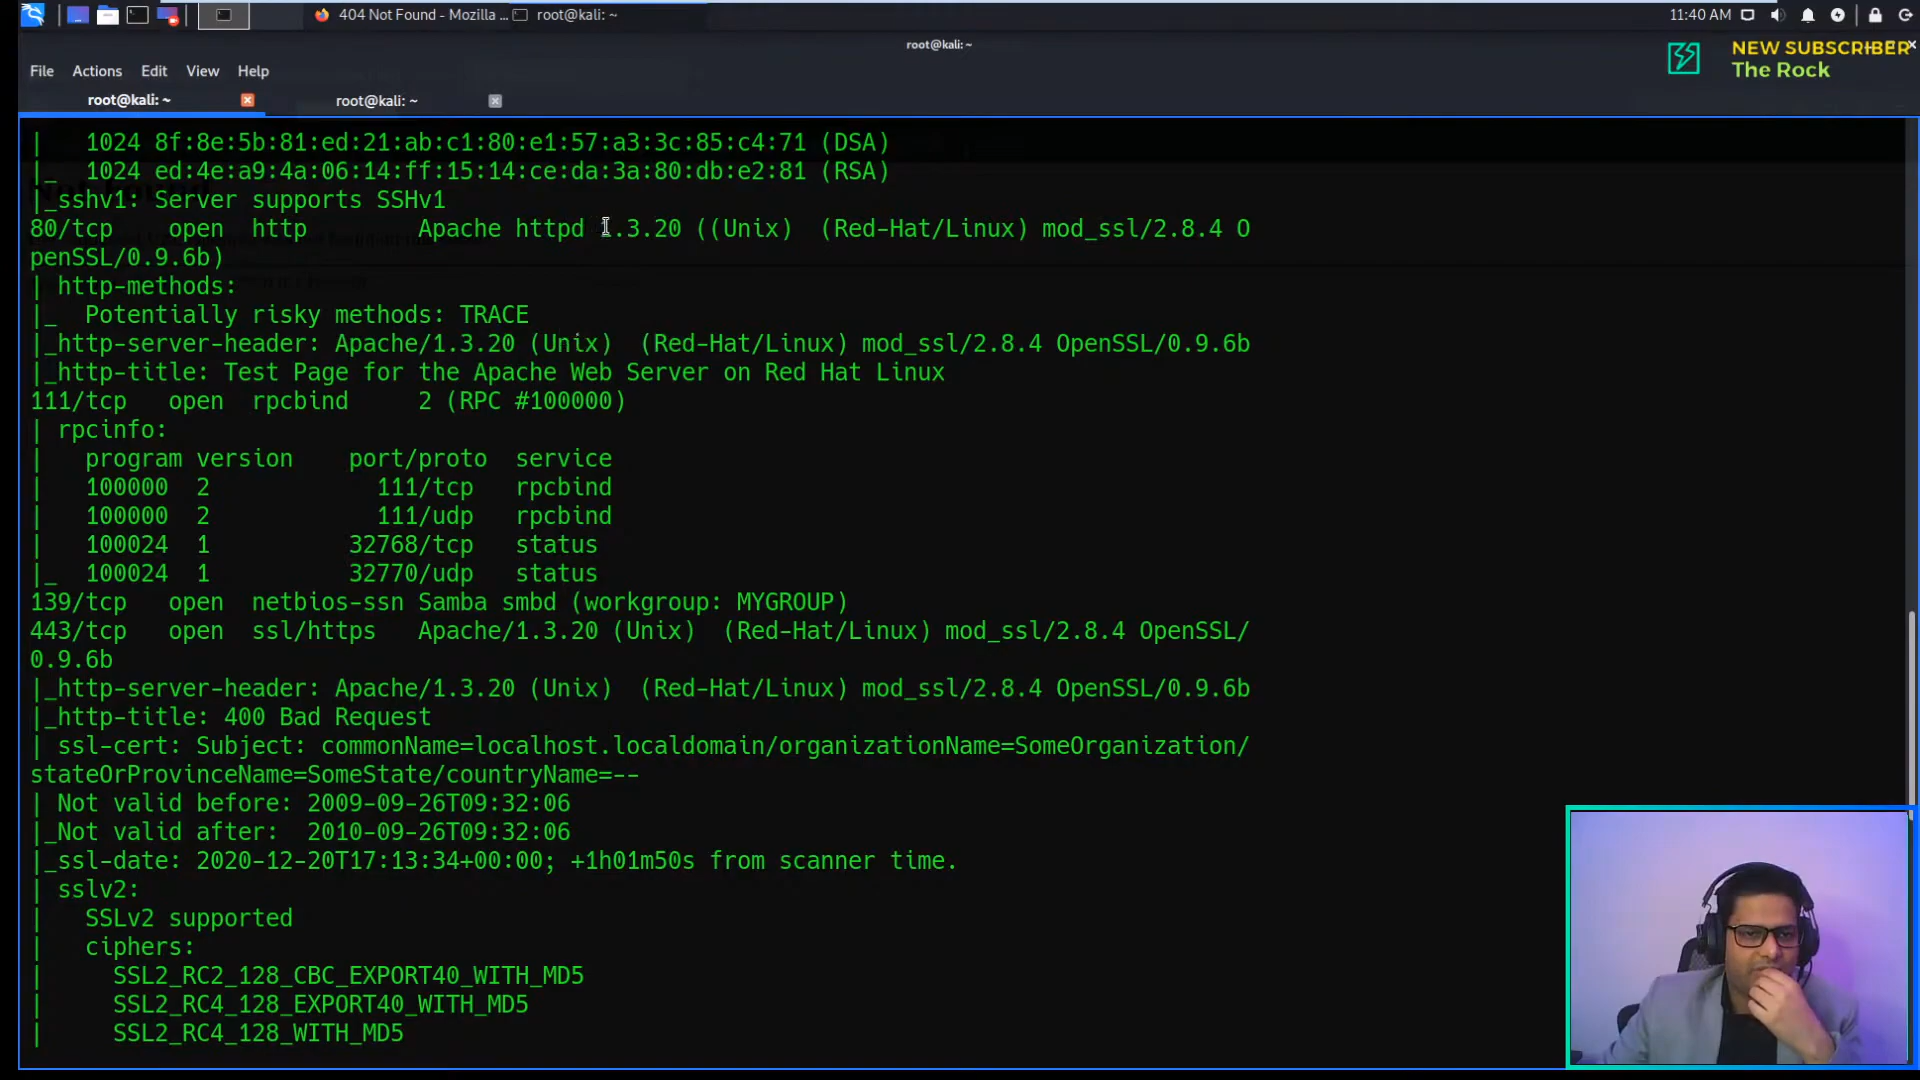 404 Not Found - Mozilla ...
root@kali: ~
11:40 AM
root@kali: ~
NEW SUBSCRIBER
The Rock
File Actions Edit View Help
root@kali: ~
root@kali: ~
| 1024 8f:8e:5b:81:ed:21:ab:c1:80:e1:57:a3:3c:85:c4:71 (DSA)
|_ 1024 ed:4e:a9:4a:06:14:ff:15:14:ce:da:3a:80:db:e2:81 (RSA)
|_sshv1: Server supports SSHv1
80/tcp open http Apache httpd 1.3.20 ((Unix) (Red-Hat/Linux) mod_ssl/2.8.4 O
penSSL/0.9.6b)
| http-methods:
|_ Potentially risky methods: TRACE
|_http-server-header: Apache/1.3.20 (Unix) (Red-Hat/Linux) mod_ssl/2.8.4 OpenSSL/0.9.6b
|_http-title: Test Page for the Apache Web Server on Red Hat Linux
111/tcp open rpcbind 2 (RPC #100000)
| rpcinfo:
| program version port/proto service
| 100000 2 111/tcp rpcbind
| 100000 2 111/udp rpcbind
| 100024 1 32768/tcp status
|_ 100024 1 32770/udp status
139/tcp open netbios-ssn Samba smbd (workgroup: MYGROUP)
443/tcp open ssl/https Apache/1.3.20 (Unix) (Red-Hat/Linux) mod_ssl/2.8.4 OpenSSL/
0.9.6b
|_http-server-header: Apache/1.3.20 (Unix) (Red-Hat/Linux) mod_ssl/2.8.4 OpenSSL/0.9.6b
|_http-title: 400 Bad Request
| ssl-cert: Subject: commonName=localhost.localdomain/organizationName=SomeOrganization/
stateOrProvinceName=SomeState/countryName=--
| Not valid before: 2009-09-26T09:32:06
|_Not valid after: 2010-09-26T09:32:06
|_ssl-date: 2020-12-20T17:13:34+00:00; +1h01m50s from scanner time.
| sslv2:
| SSLv2 supported
| ciphers:
| SSL2_RC2_128_CBC_EXPORT40_WITH_MD5
| SSL2_RC4_128_EXPORT40_WITH_MD5
| SSL2_RC4_128_WITH_MD5